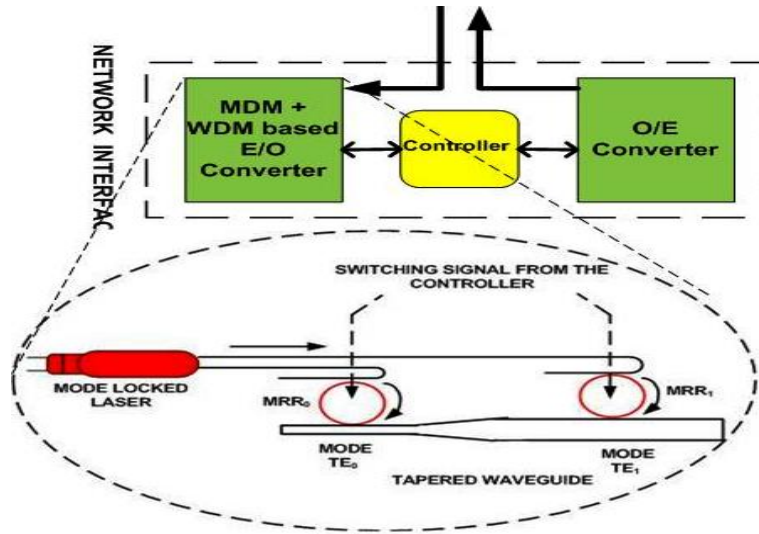 NETWORK INTERFAC
MDM +
WDM based
E/O
Converter
Controller
O/E
Converter
SWITCHING SIGNAL FROM THE
CONTROLLER
MODE LOCKED
LASER
MRR₀
MRR₁
MODE
TE₀
MODE
TE₁
TAPERED WAVEGUIDE